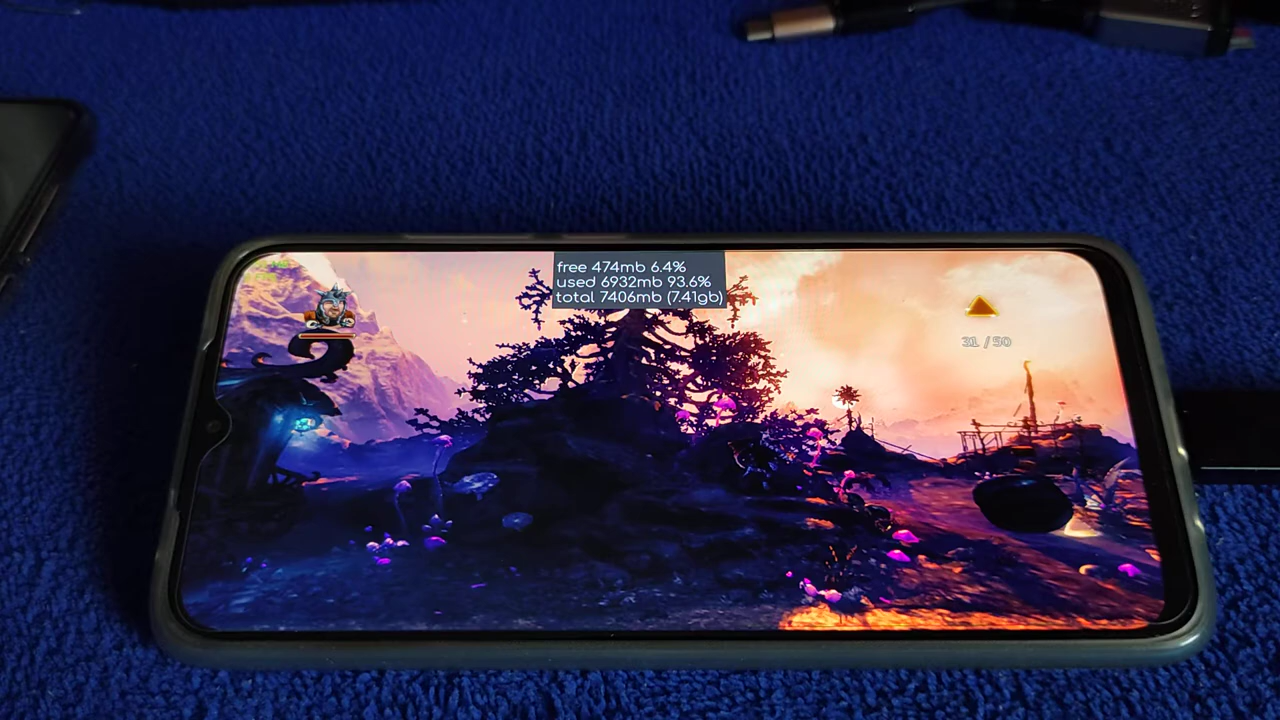 free 474mb 6.4%
used 6932mb 93.6%
total 7406mb (7.41gb)
31 / 50